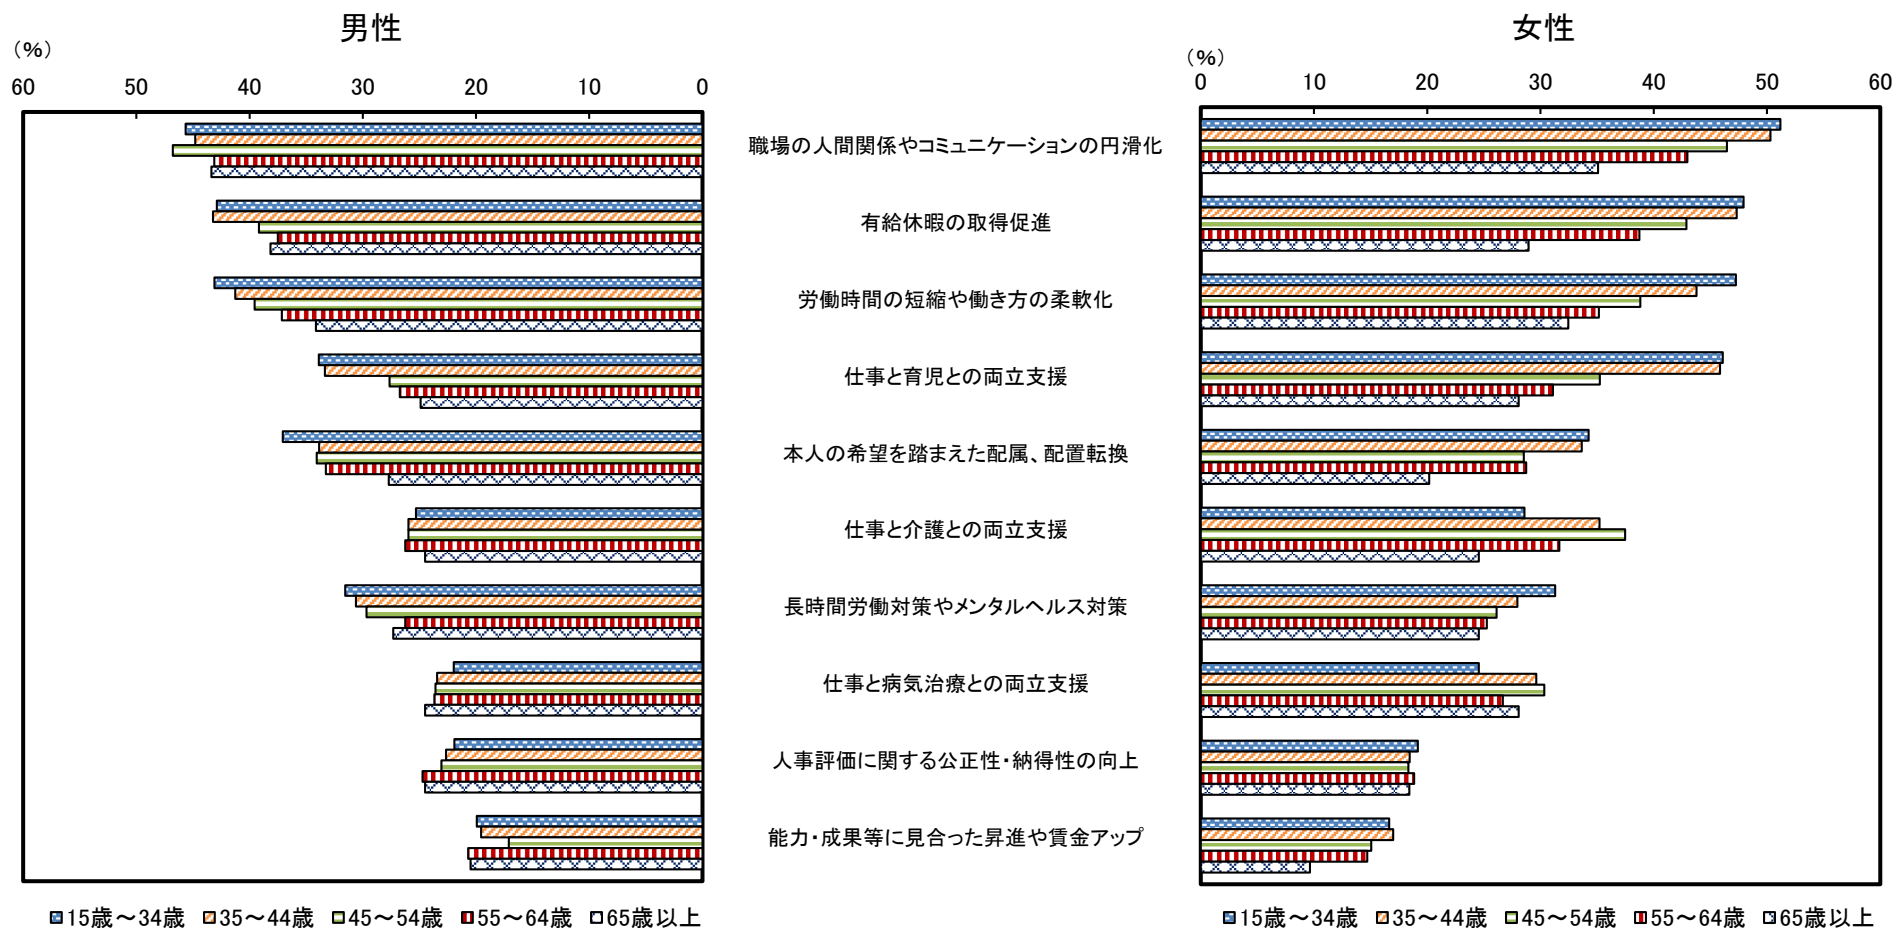 男性
（％）
60 50 40 30 20 10 0
女性
（％）
0 10 20 30 40 50 60
職場の人間関係やコミュニケーションの円滑化
有給休暇の取得促進
労働時間の短縮や働き方の柔軟化
仕事と育児との両立支援
本人の希望を踏まえた配属、配置転換
仕事と介護との両立支援
長時間労働対策やメンタルヘルス対策
仕事と病気治療との両立支援
人事評価に関する公正性・納得性の向上
能力・成果等に見合った昇進や賃金アップ
15歳～34歳 35～44歳 45～54歳 55～64歳 65歳以上
15歳～34歳 35～44歳 45～54歳 55～64歳 65歳以上